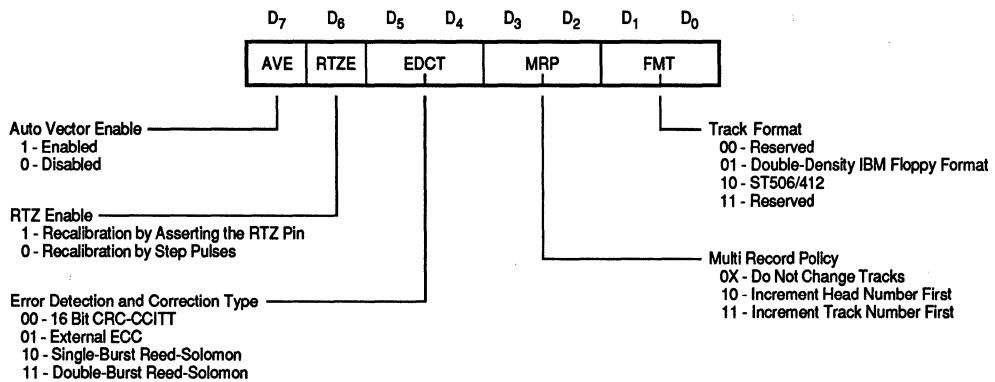 D7 D6 D5 D4 D3 D2 D1 D0
AVE RTZE EDCT MRP FMT
Auto Vector Enable
1 - Enabled
0 - Disabled
RTZ Enable
1 - Recalibration by Asserting the RTZ Pin
0 - Recalibration by Step Pulses
Error Detection and Correction Type
00 - 16 Bit CRC-CCITT
01 - External ECC
10 - Single-Burst Reed-Solomon
11 - Double-Burst Reed-Solomon
Track Format
00 - Reserved
01 - Double-Density IBM Floppy Format
10 - ST506/412
11 - Reserved
Multi Record Policy
0X - Do Not Change Tracks
10 - Increment Head Number First
11 - Increment Track Number First